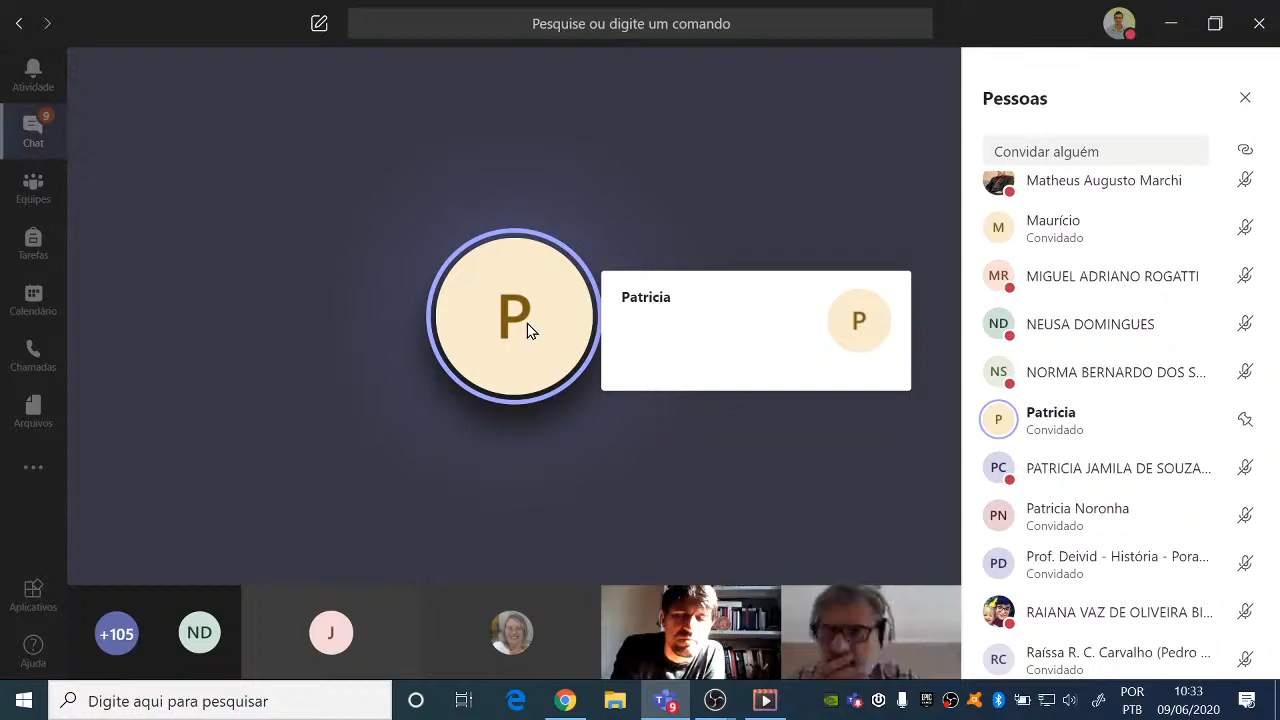 Pesquise ou digite um comando
Atividade
9
Chat
Equipes
Tarefas
Calendário
Chamadas
Arquivos
Aplicativos
Ajuda
P
Patricia
P
+105
ND
J
Pessoas
Convidar alguém
Matheus Augusto Marchi
M
Maurício
Convidado
MR
MIGUEL ADRIANO ROGATTI
ND
NEUSA DOMINGUES
NS
NORMA BERNARDO DOS S...
P
Patricia
Convidado
PC
PATRICIA JAMILA DE SOUZA...
PN
Patricia Noronha
Convidado
PD
Prof. Deivid - História - Pora...
Convidado
RAIANA VAZ DE OLIVEIRA BI...
RC
Raíssa R. C. Carvalho (Pedro ...
Convidado
Digite aqui para pesquisar
9
POR
PTB
10:33
09/06/2020